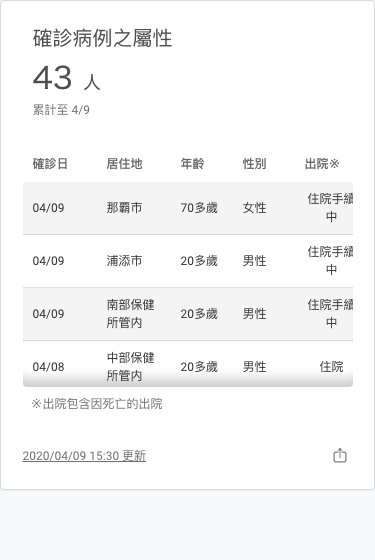 確診病例之屬性
43 人
累計至 4/9
確診日 居住地 年齡 性別 出院※
04/09 那覇市 70多歲 女性 住院手續
中
04/09 浦添市 20多歲 男性 住院手續
中
04/09 南部保健 20多歲 男性 住院手續
所管内 中
04/08 中部保健 20多歲 男性 住院
所管内
※出院包含因死亡的出院
2020/04/09 15:30 更新